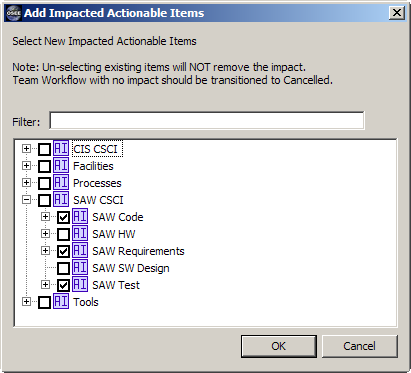 Add Impacted Actionable Items
Select New Impacted Actionable Items
Note: Un-selecting existing items will NOT remove the impact.
Team Workflow with no impact should be transitioned to Cancelled.
Filter:
AI CIS CSCI
AI Facilities
AI Processes
AI SAW CSCI
AI SAW Code
AI SAW HW
AI SAW Requirements
AI SAW SW Design
AI SAW Test
AI Tools
OK Cancel